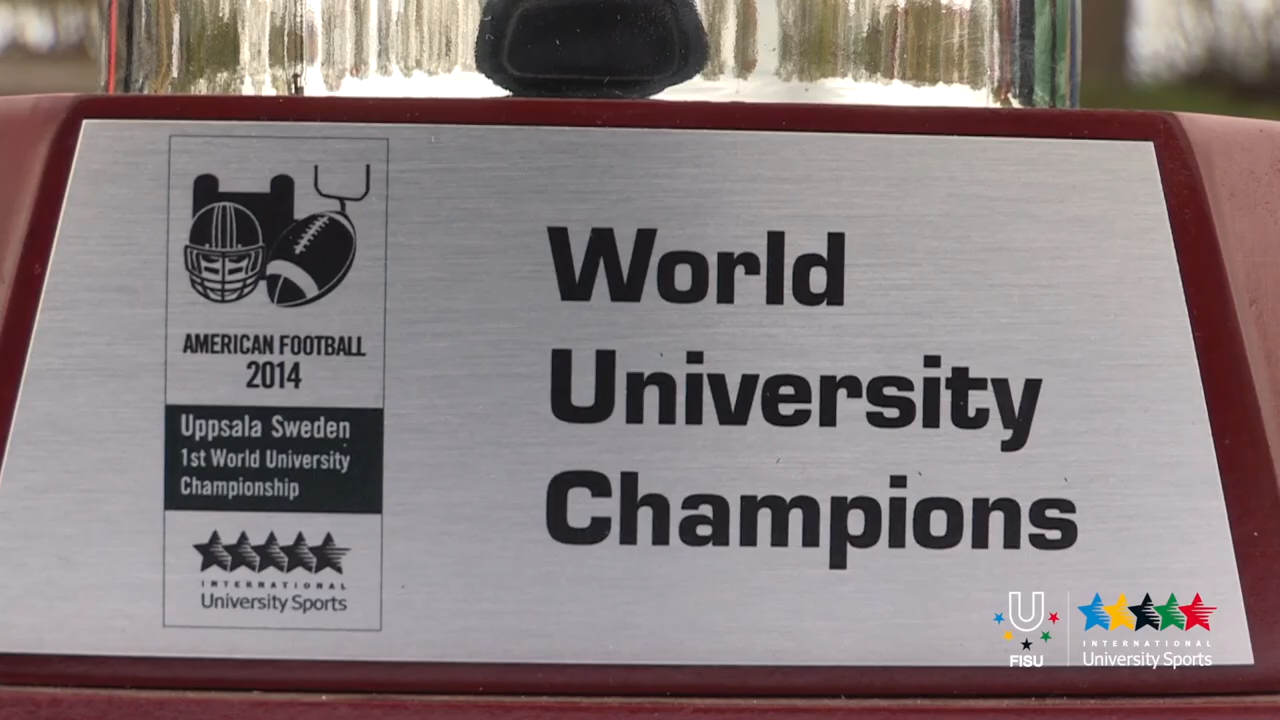 AMERICAN FOOTBALL
2014
Uppsala Sweden
1st World University
Championship
INTERNATIONAL
University Sports
World
University
Champions
U
FISU
INTERNATIONAL
University Sports